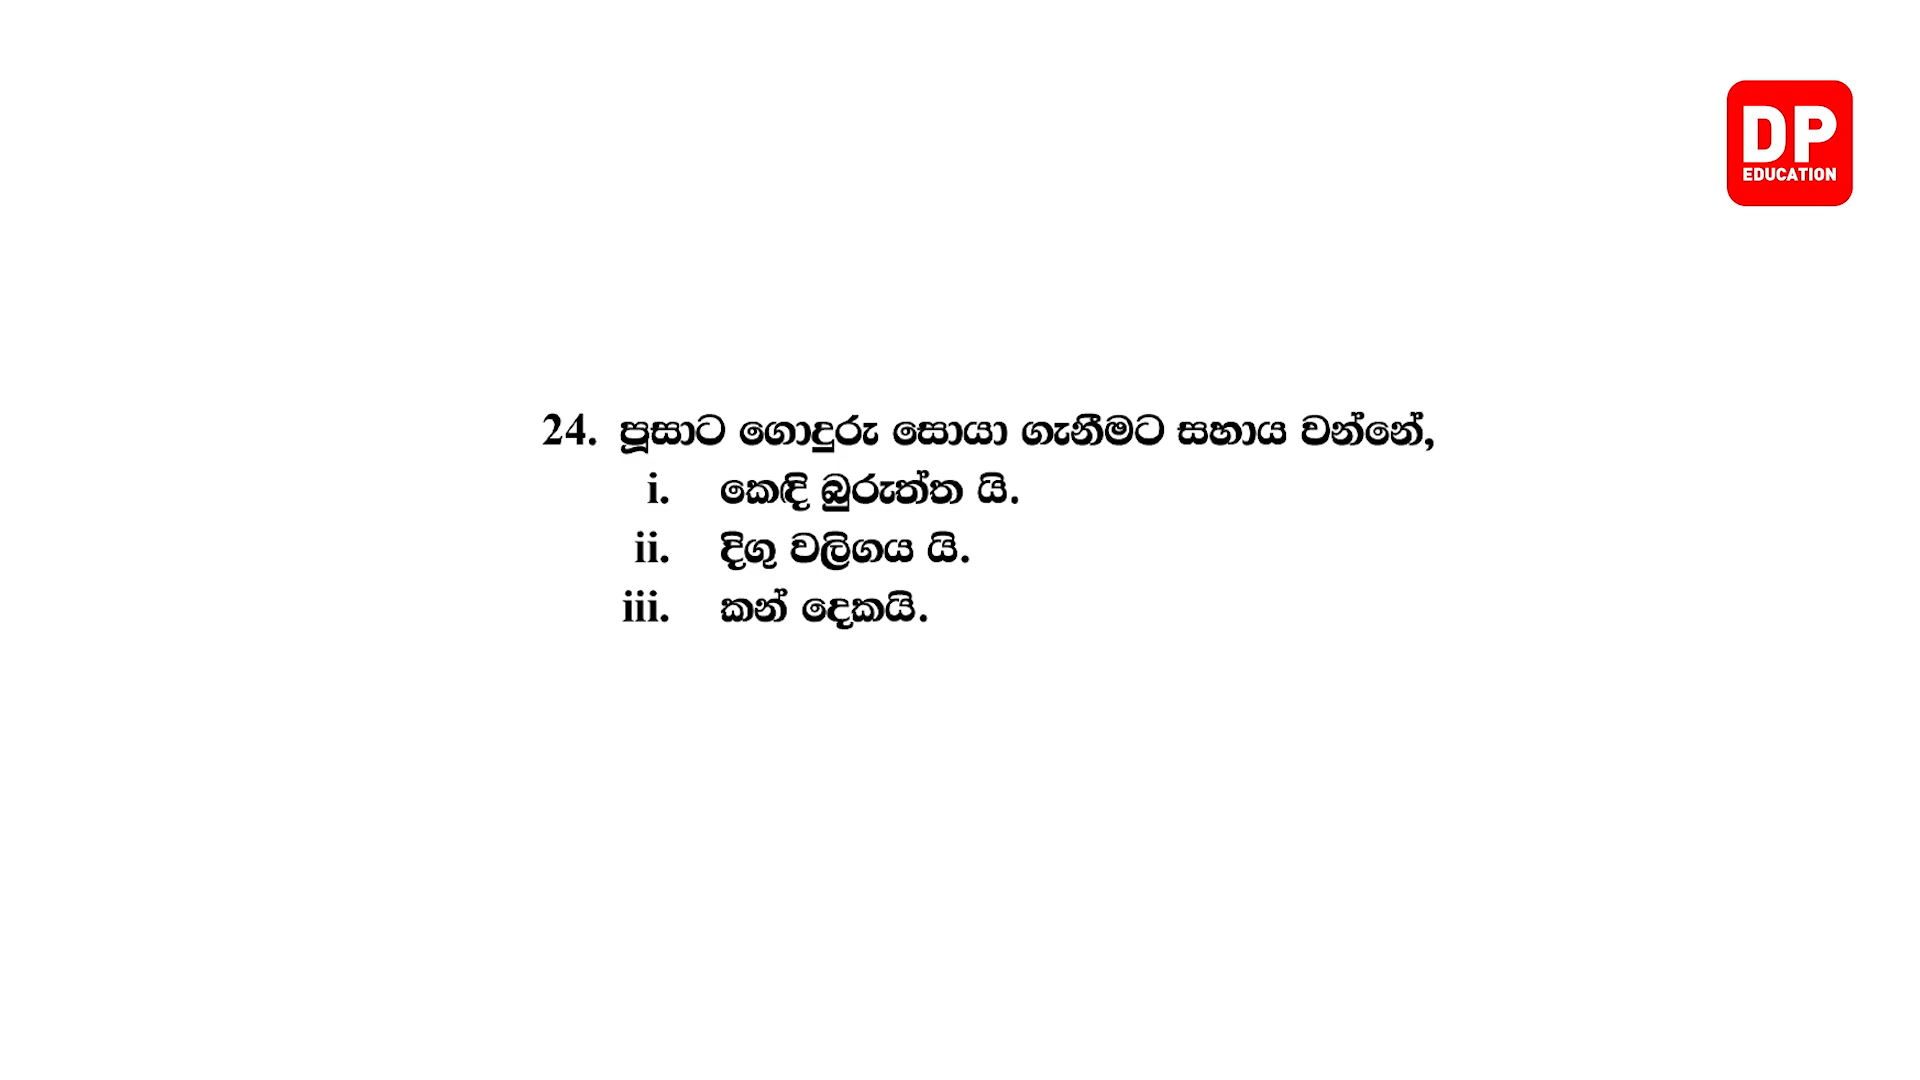 DP
EDUCATION
24. පූසාට ගොදුරු සොයා ගැනීමට සහාය වන්නේ,
i. කෙඳි බුරුත්ත යි.
ii. දිගු වලිගය යි.
iii. කන් දෙකයි.